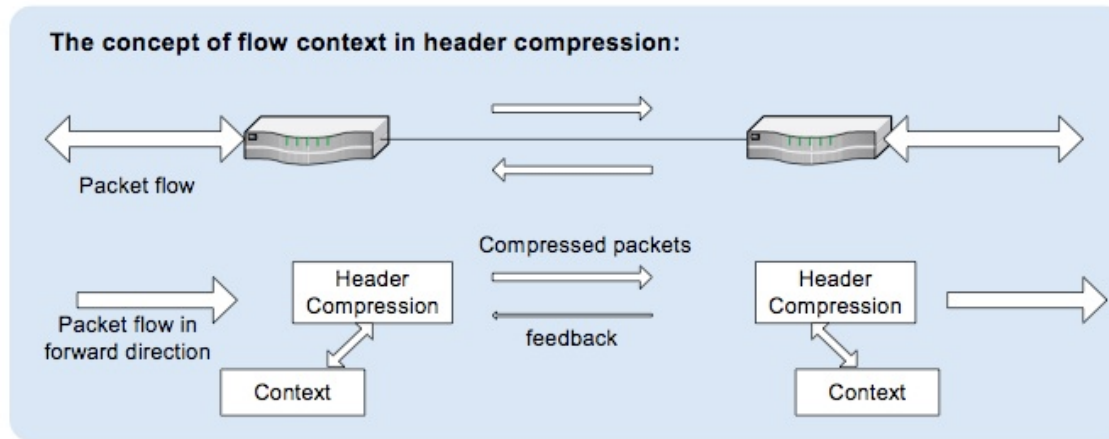 The concept of flow context in header compression:
Packet flow
Compressed packets
Header
Compression
Header
Compression
Packet flow in
forward direction
feedback
Context
Context